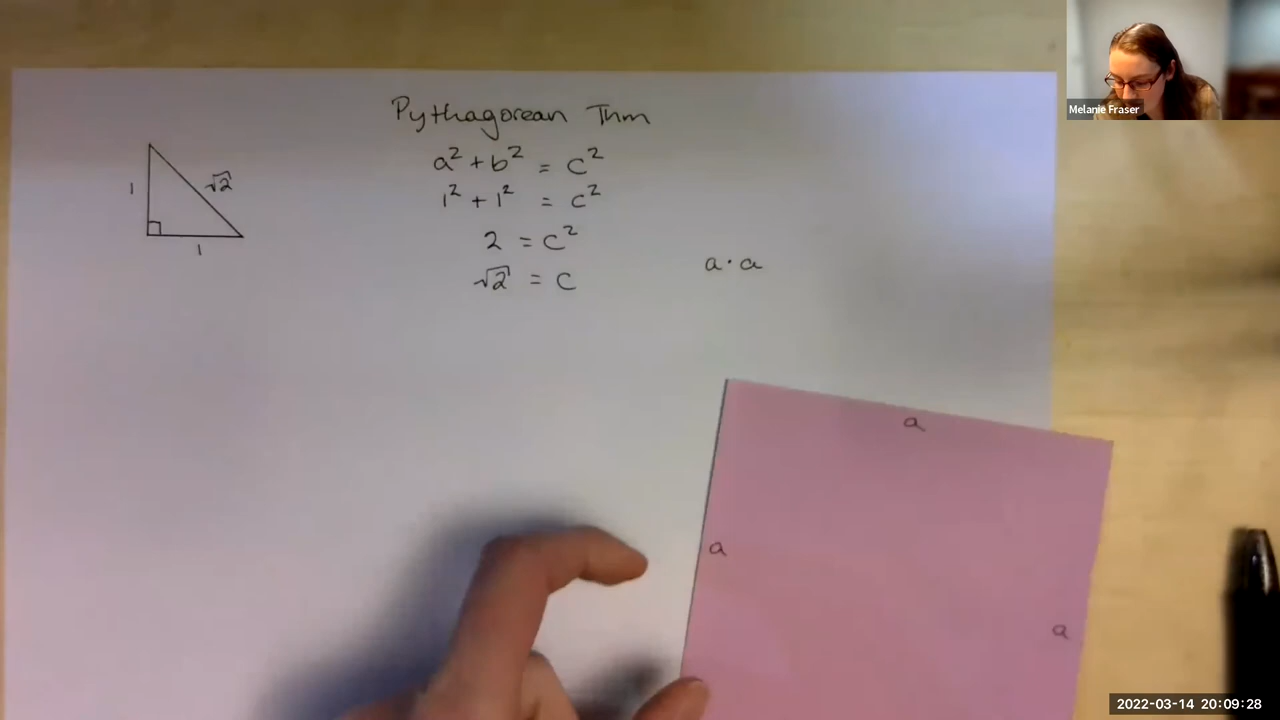 Melanie Fraser
Pythagorean Thm
a² + b² = c²
1² + 1² = c²
2 = c²
√2 = c
1
√2
1
a · a
a
a
a
2022-03-14 20:09:28